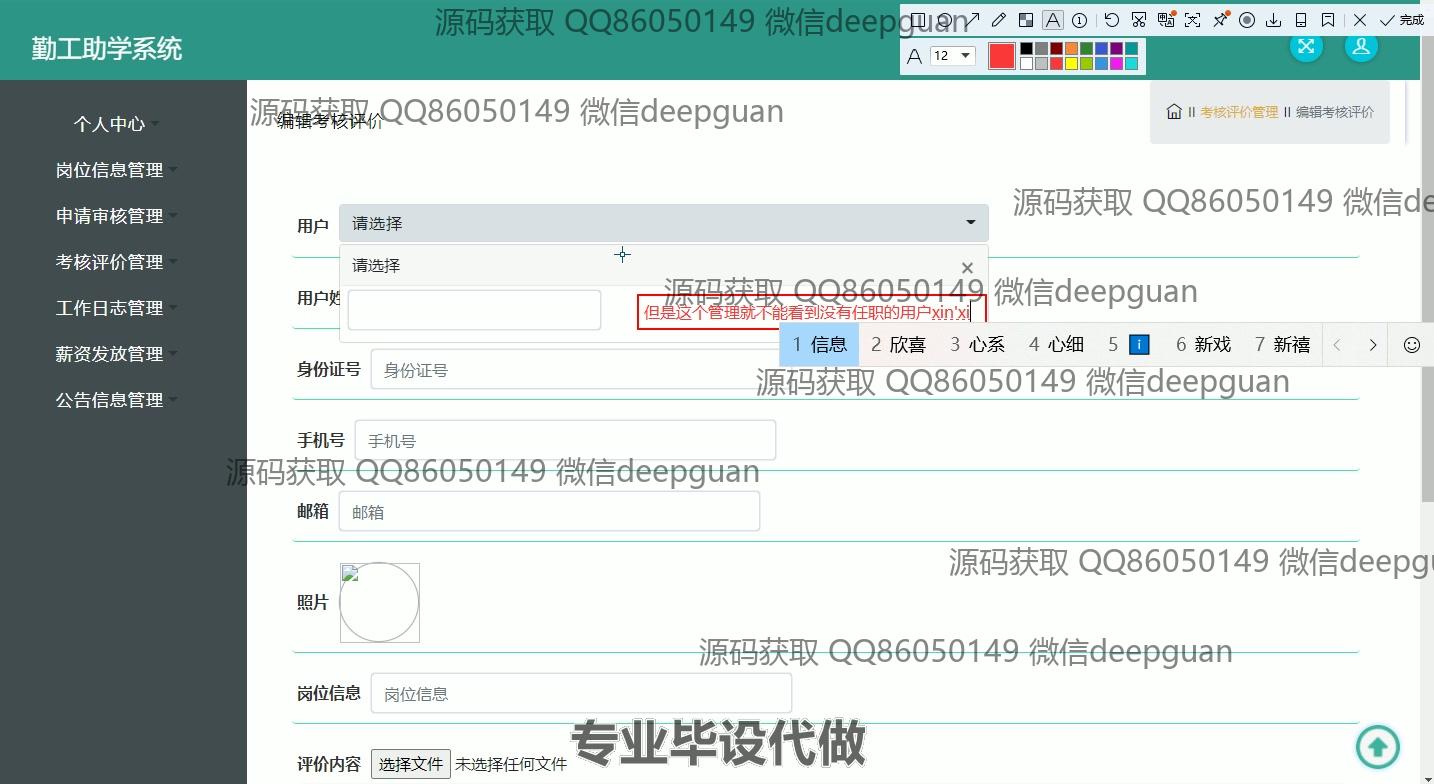 源码获取 QQ86050149 微信deepguan
完成
勤工助学系统
A 12
源码获取 QQ86050149 微信deepguan
编辑考核评价
考核评价管理
编辑考核评价
个人中心
岗位信息管理
申请审核管理
考核评价管理
工作日志管理
薪资发放管理
公告信息管理
源码获取 QQ86050149 微信de
用户
请选择
请选择
源码获取 QQ86050149 微信deepguan
用户姓
但是这个管理就不能看到没有任职的用户xin'xi
1 信息 2 欣喜 3 心系 4 心细 5 i 6 新戏 7 新禧
身份证号 身份证号
源码获取 QQ86050149 微信deepguan
手机号 手机号
源码获取 QQ86050149 微信deepguan
邮箱 邮箱
源码获取 QQ86050149 微信deepgu
照片
源码获取 QQ86050149 微信deepguan
岗位信息 岗位信息
专业毕设代做
评价内容 选择文件 未选择任何文件